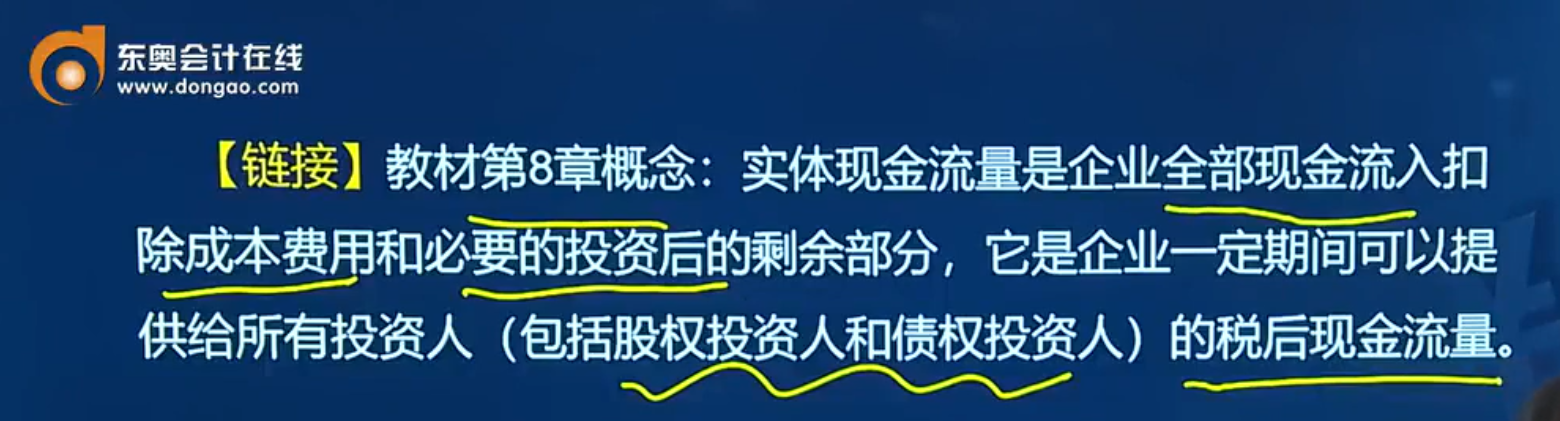 东奥会计在线
www.dongao.com
【链接】教材第8章概念：实体现金流量是企业全部现金流入扣
除成本费用和必要的投资后的剩余部分，它是企业一定期间可以提
供给所有投资人（包括股权投资人和债权投资人）的税后现金流量。